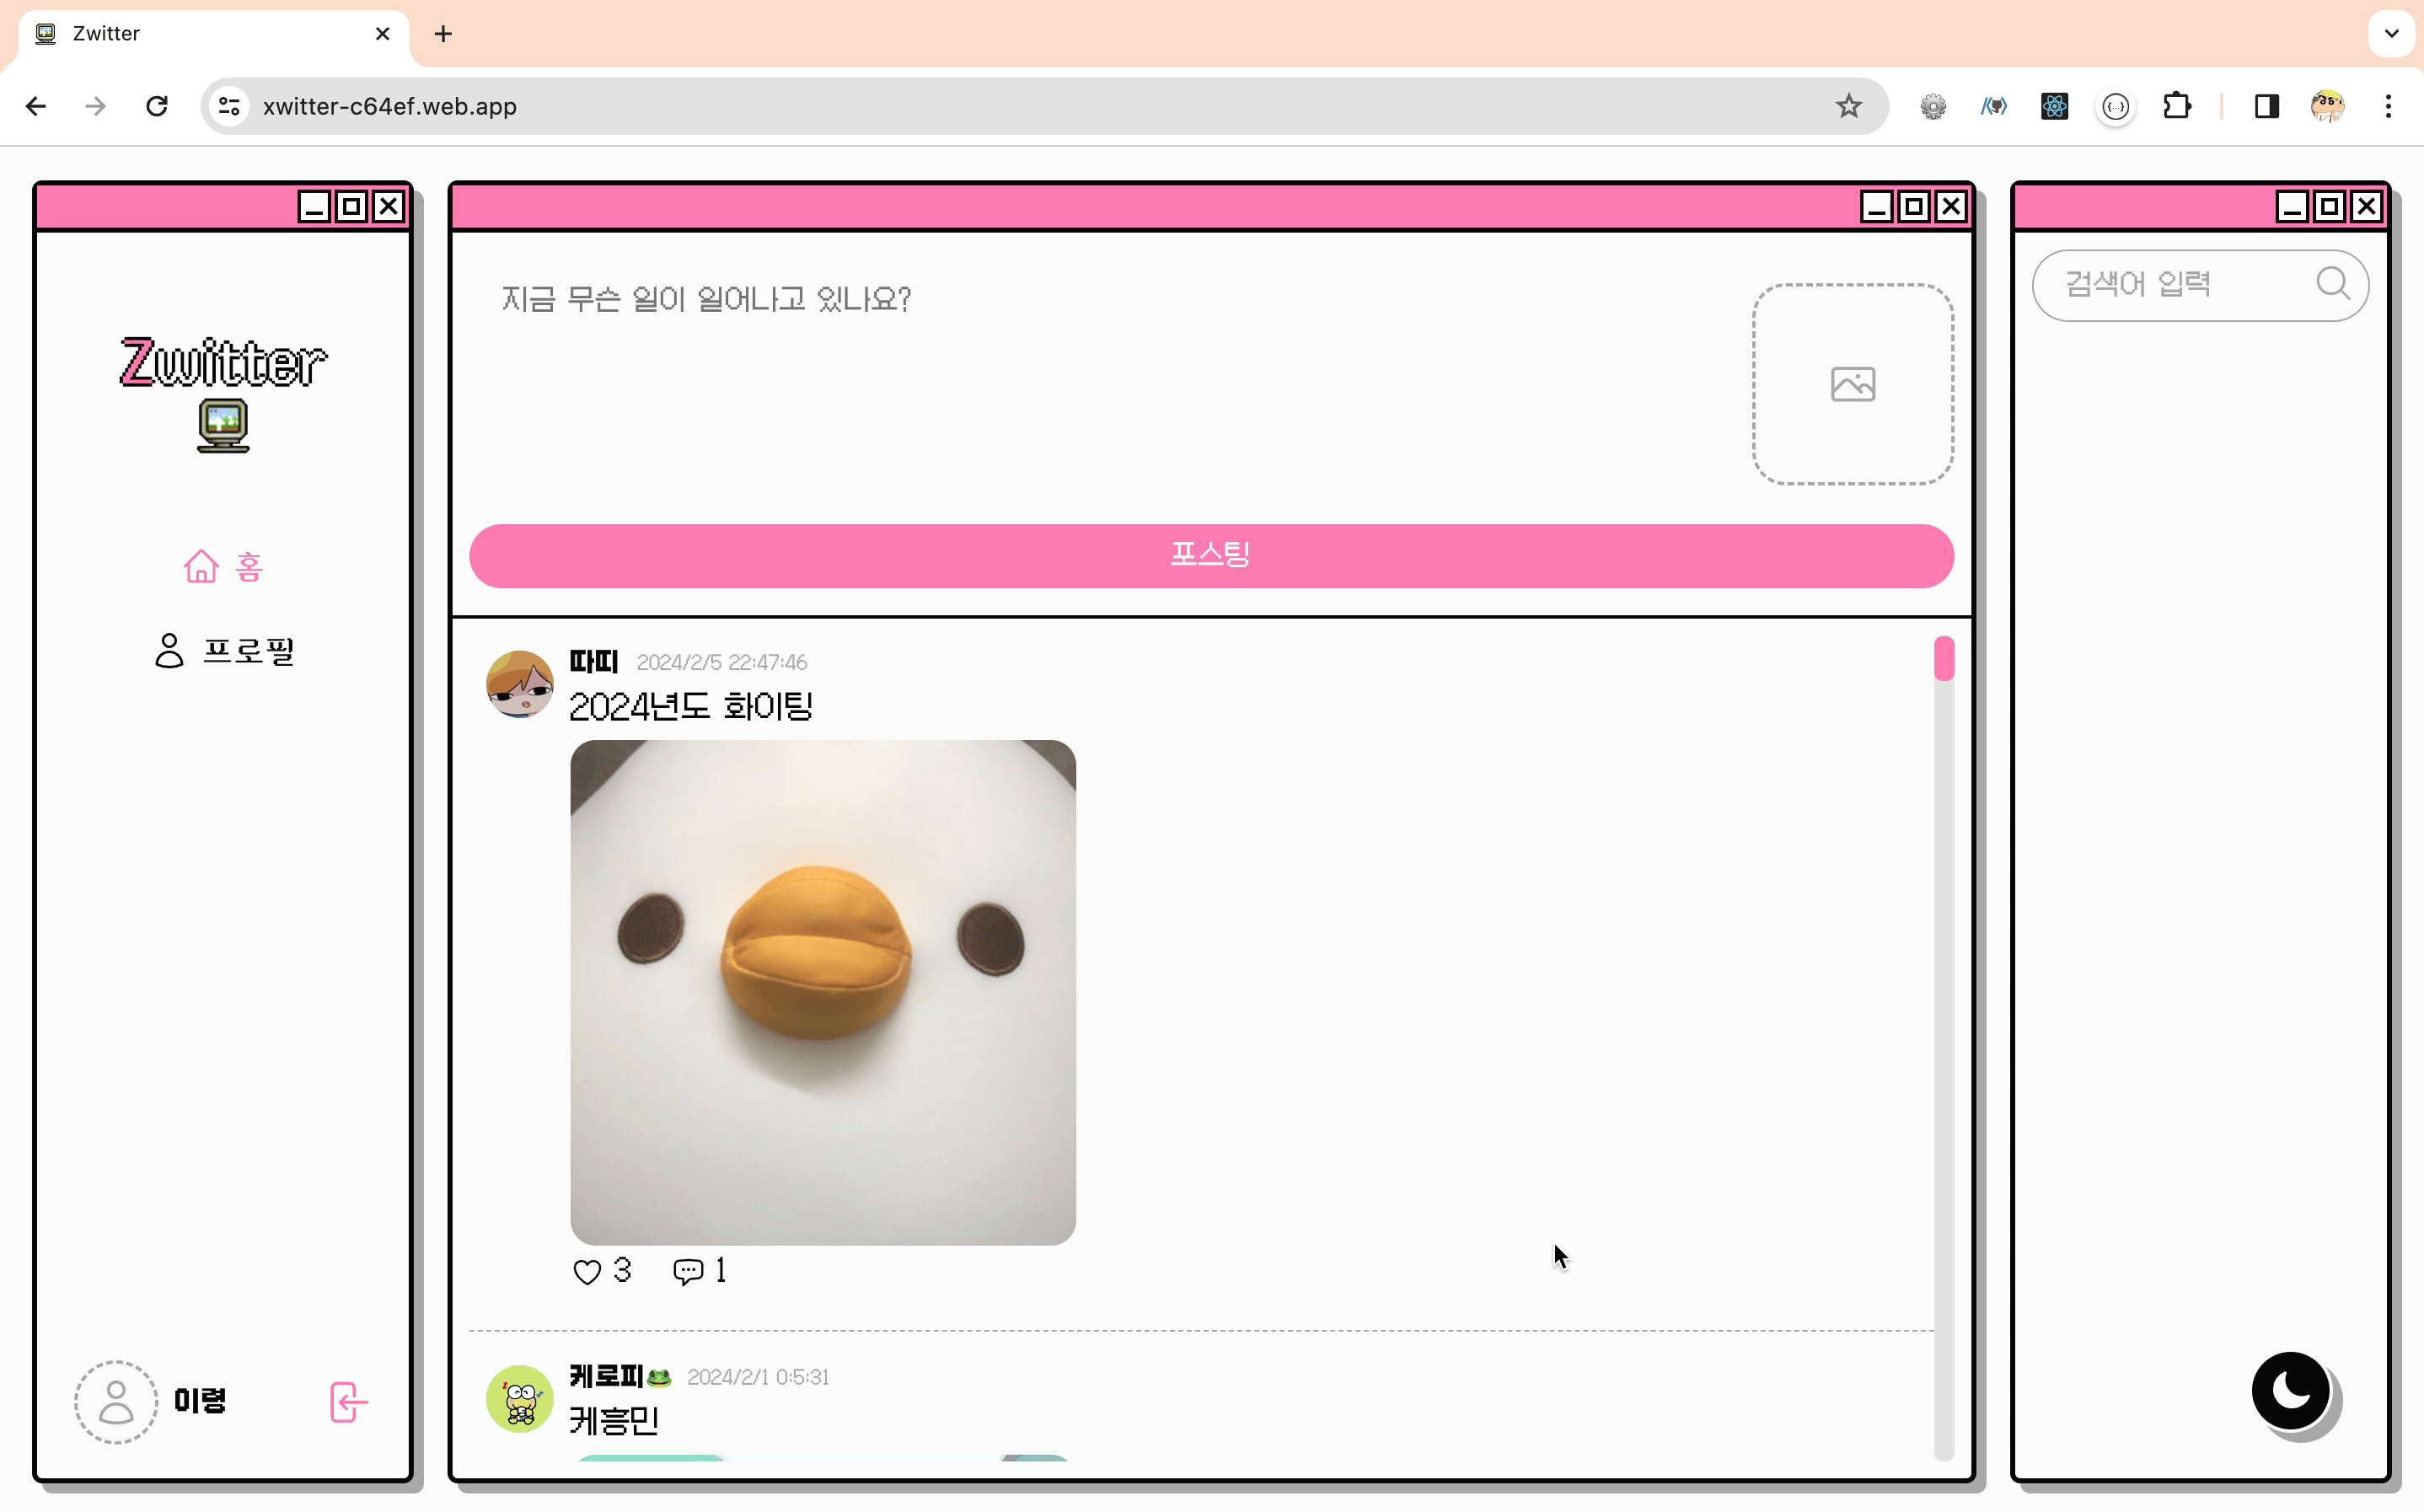 Zwitter
xwitter-c64ef.web.app
Zwitter
홈
프로필
이령
지금 무슨 일이 일어나고 있나요?
포스팅
따띠 2024/2/5 22:47:46
2024년도 화이팅
3 1
케로피🐸 2024/2/1 0:5:31
케흥민
검색어 입력